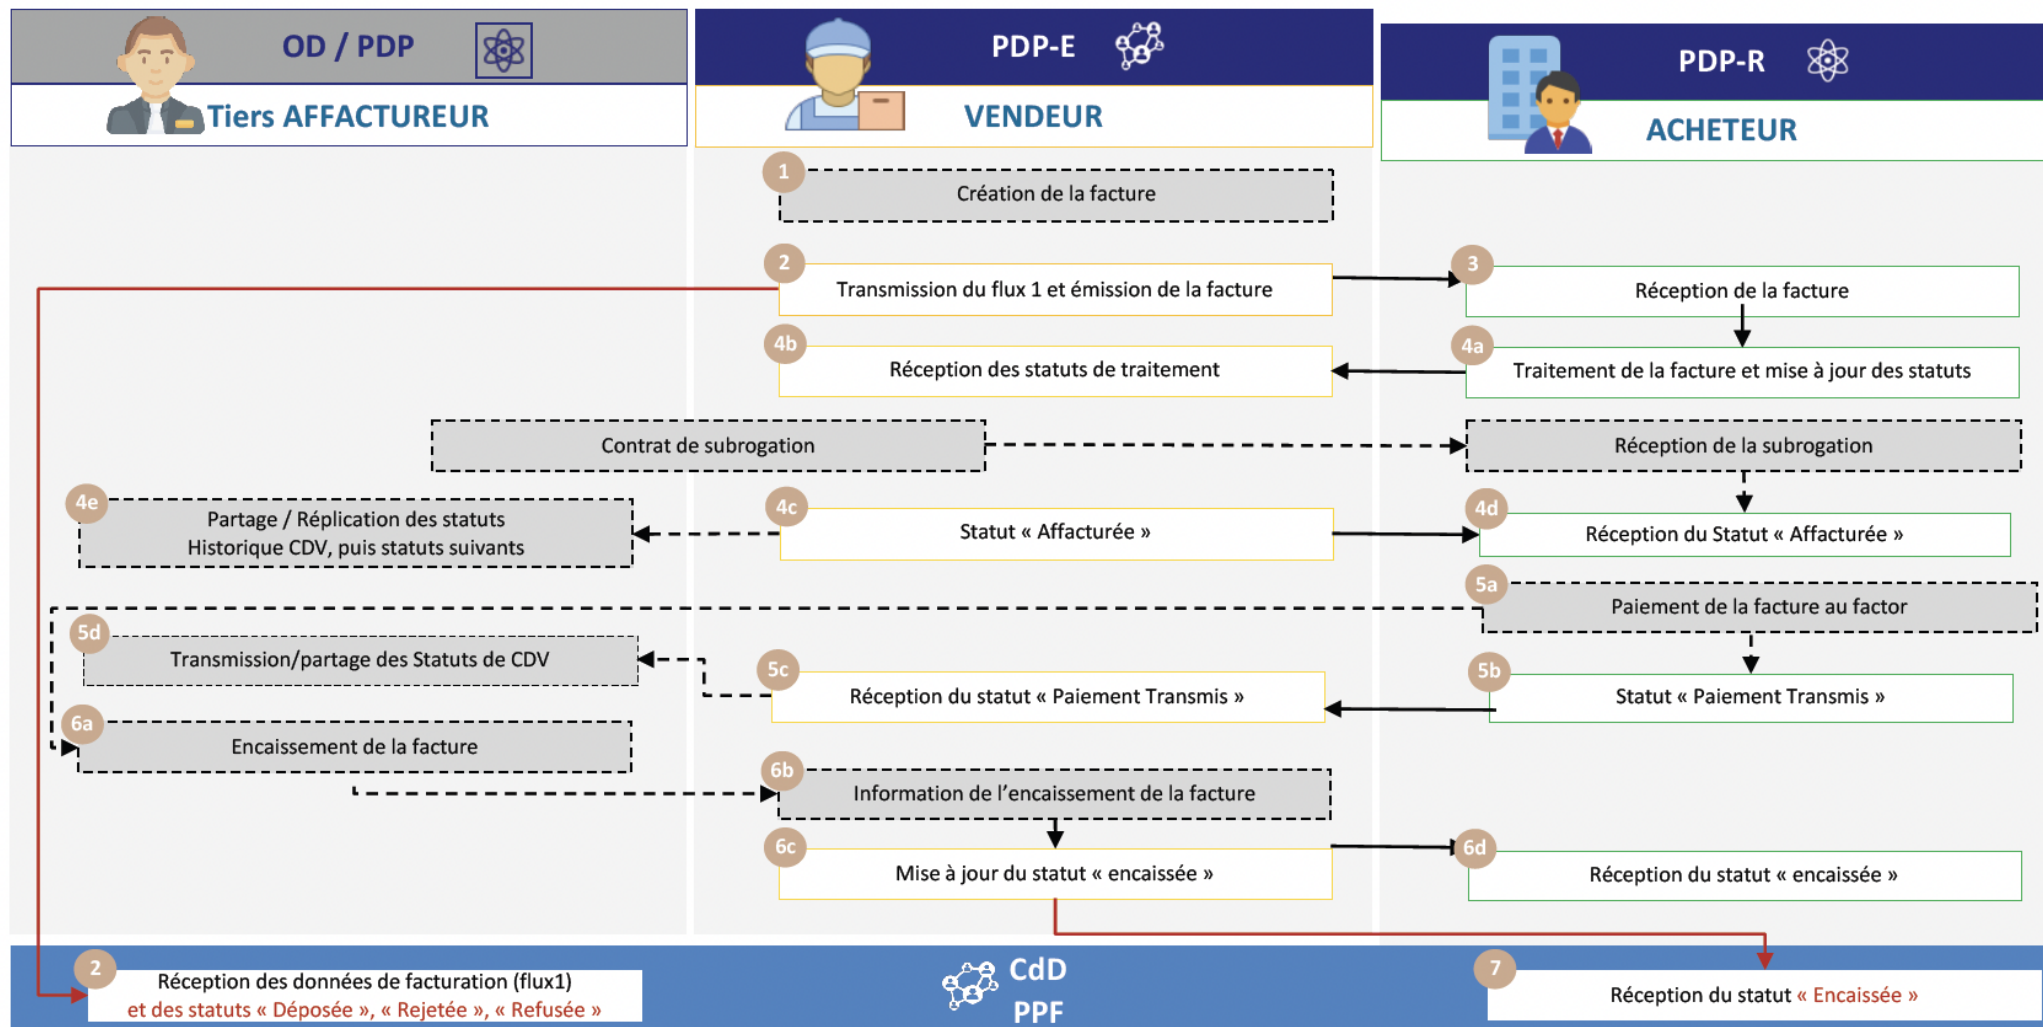 OD / PDP
Tiers AFFACTUREUR
PDP-E
VENDEUR
PDP-R
ACHETEUR
1
Création de la facture
2
Transmission du flux 1 et émission de la facture
3
Réception de la facture
4b
Réception des statuts de traitement
4a
Traitement de la facture et mise à jour des statuts
Contrat de subrogation
Réception de la subrogation
4e
Partage / Réplication des statuts
Historique CDV, puis statuts suivants
4c
Statut « Affacturée »
4d
Réception du Statut « Affacturée »
5a
Paiement de la facture au factor
5d
Transmission/partage des Statuts de CDV
5c
Réception du statut « Paiement Transmis »
5b
Statut « Paiement Transmis »
6a
Encaissement de la facture
6b
Information de l’encaissement de la facture
6c
Mise à jour du statut « encaissée »
6d
Réception du statut « encaissée »
2
Réception des données de facturation (flux1)
et des statuts « Déposée », « Rejetée », « Refusée »
CdD
PPF
7
Réception du statut « Encaissée »